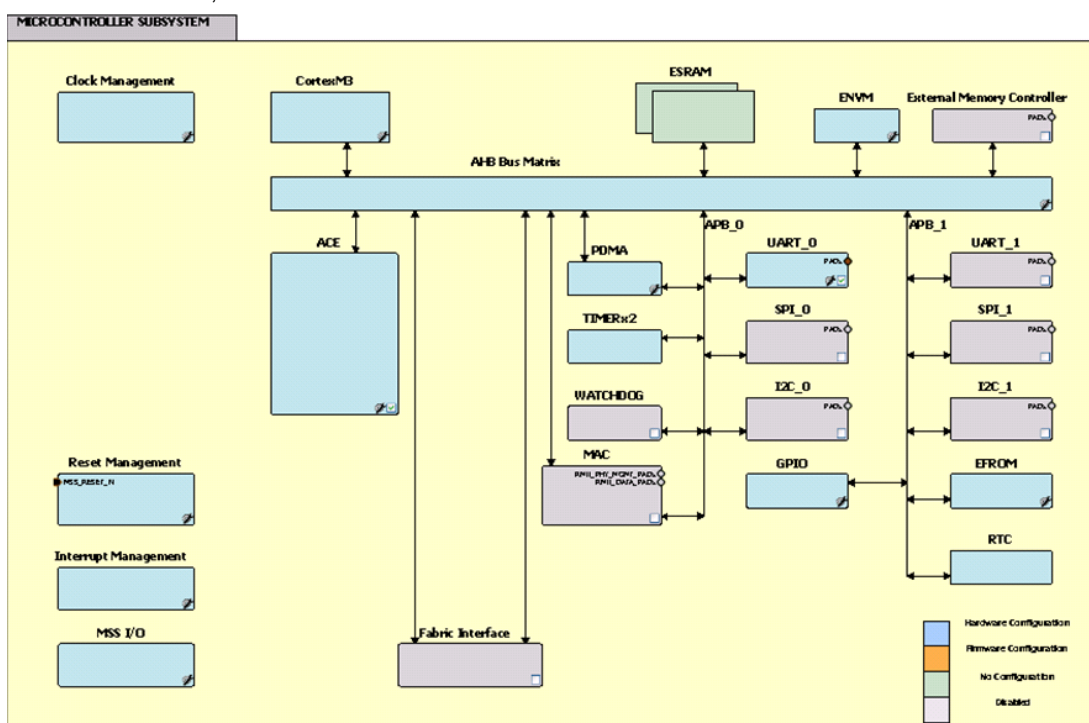 MICROCONTROLLER SUBSYSTEM
Clock Management
CortexM3
ESRAM
ENVM
External Memory Controller
PADs
AHB Bus Matrix
ACE
PDMA
APB_0
UART_0
PADs
APB_1
UART_1
PADs
TIMERx2
SPI_0
PADs
SPI_1
PADs
WATCHDOG
I2C_0
PADs
I2C_1
PADs
Reset Management
MSS_RESET_N
MAC
RMII_PHY_MGMT_PADs
RMII_DATA_PADs
GPIO
EFROM
Interrupt Management
RTC
MSS I/O
Fabric Interface
Hardware Configuration
Firmware Configuration
No Configuration
Disabled